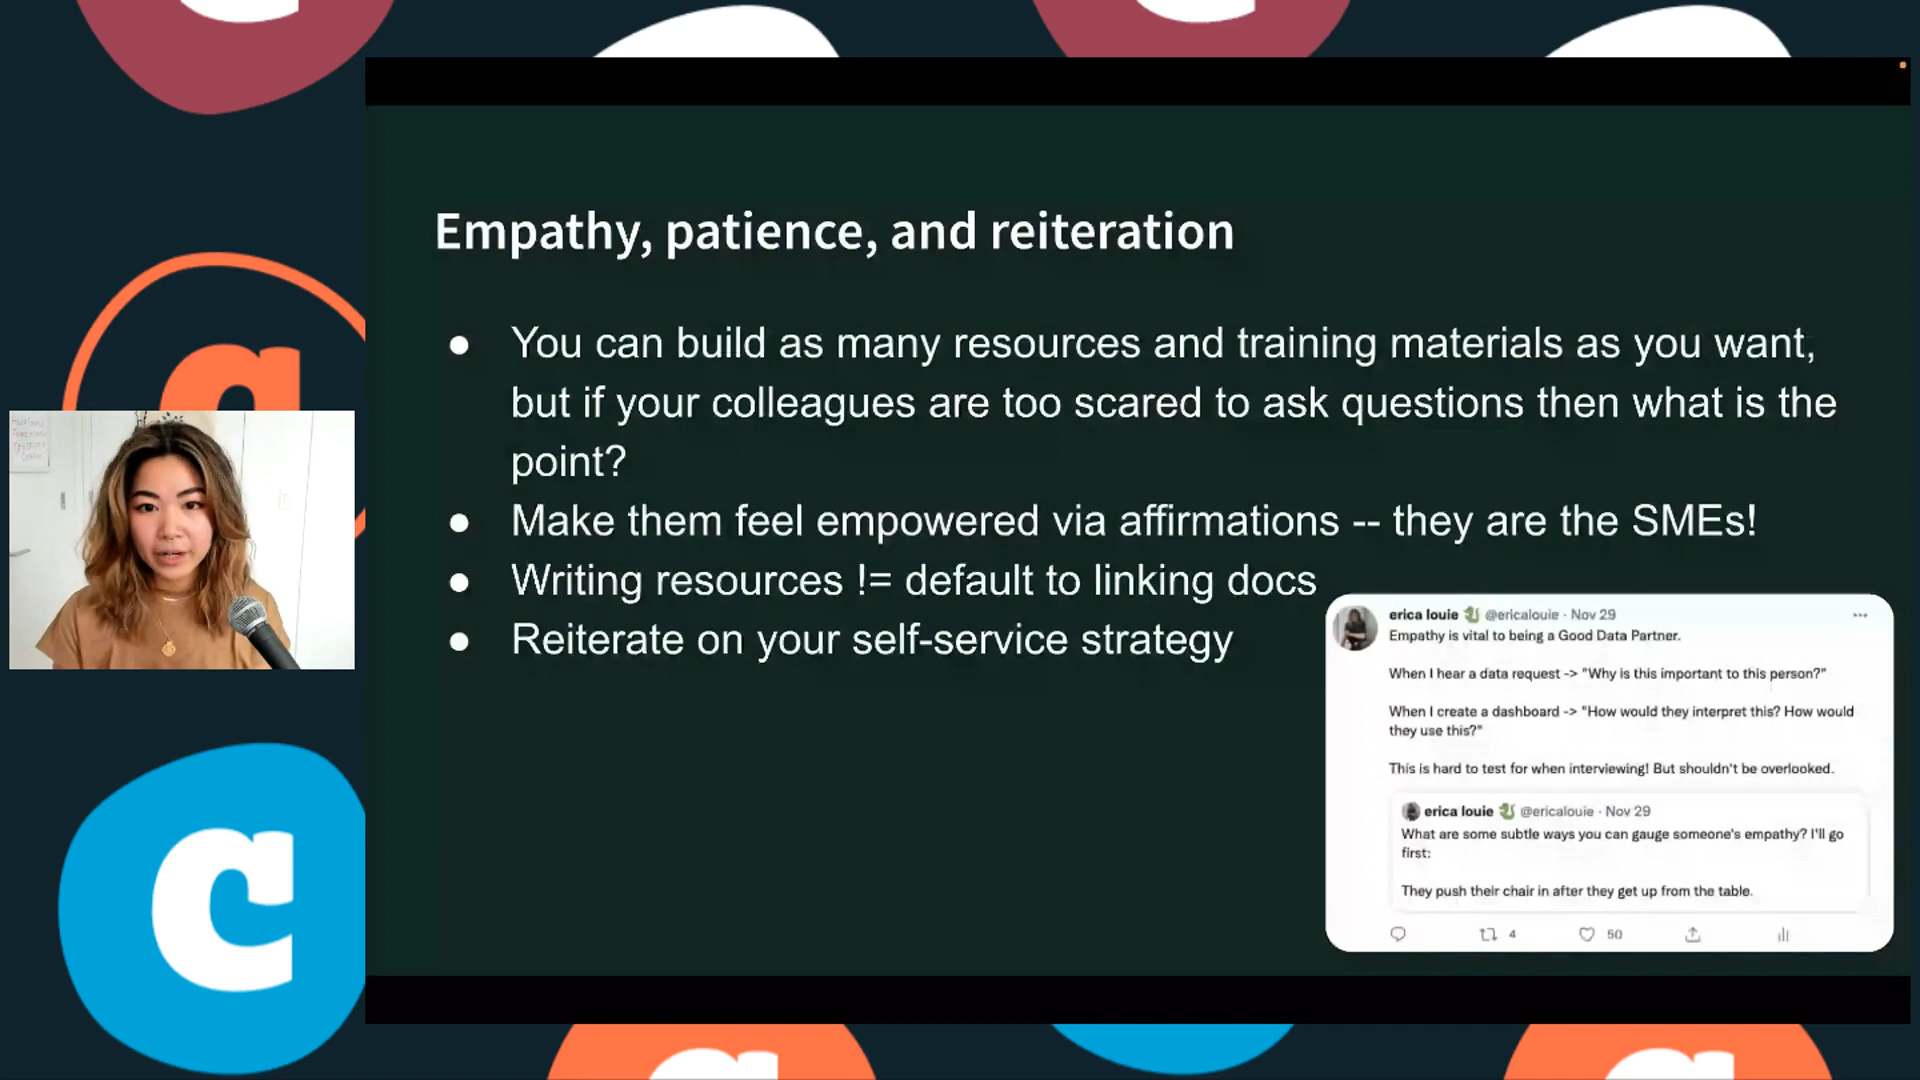 Empathy, patience, and reiteration
● You can build as many resources and training materials as you want,
but if your colleagues are too scared to ask questions then what is the
point?
● Make them feel empowered via affirmations -- they are the SMEs!
● Writing resources != default to linking docs
● Reiterate on your self-service strategy
erica louie 🐉 @ericalouie · Nov 29
Empathy is vital to being a Good Data Partner.
When I hear a data request -> "Why is this important to this person?"
When I create a dashboard -> "How would they interpret this? How would
they use this?"
This is hard to test for when interviewing! But shouldn't be overlooked.
erica louie 🐉 @ericalouie · Nov 29
What are some subtle ways you can gauge someone's empathy? I'll go
first:
They push their chair in after they get up from the table.
4 50